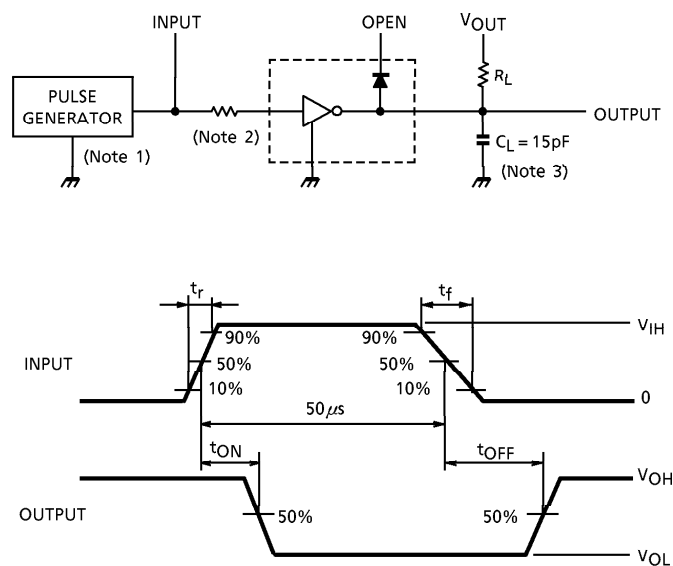 INPUT
OPEN
VOUT
PULSE
GENERATOR
(Note 1)
(Note 2)
RL
OUTPUT
CL = 15pF
(Note 3)
tr
tf
90%
90%
VIH
INPUT
50%
50%
10%
10%
0
50μs
tON
tOFF
VOH
OUTPUT
50%
50%
VOL